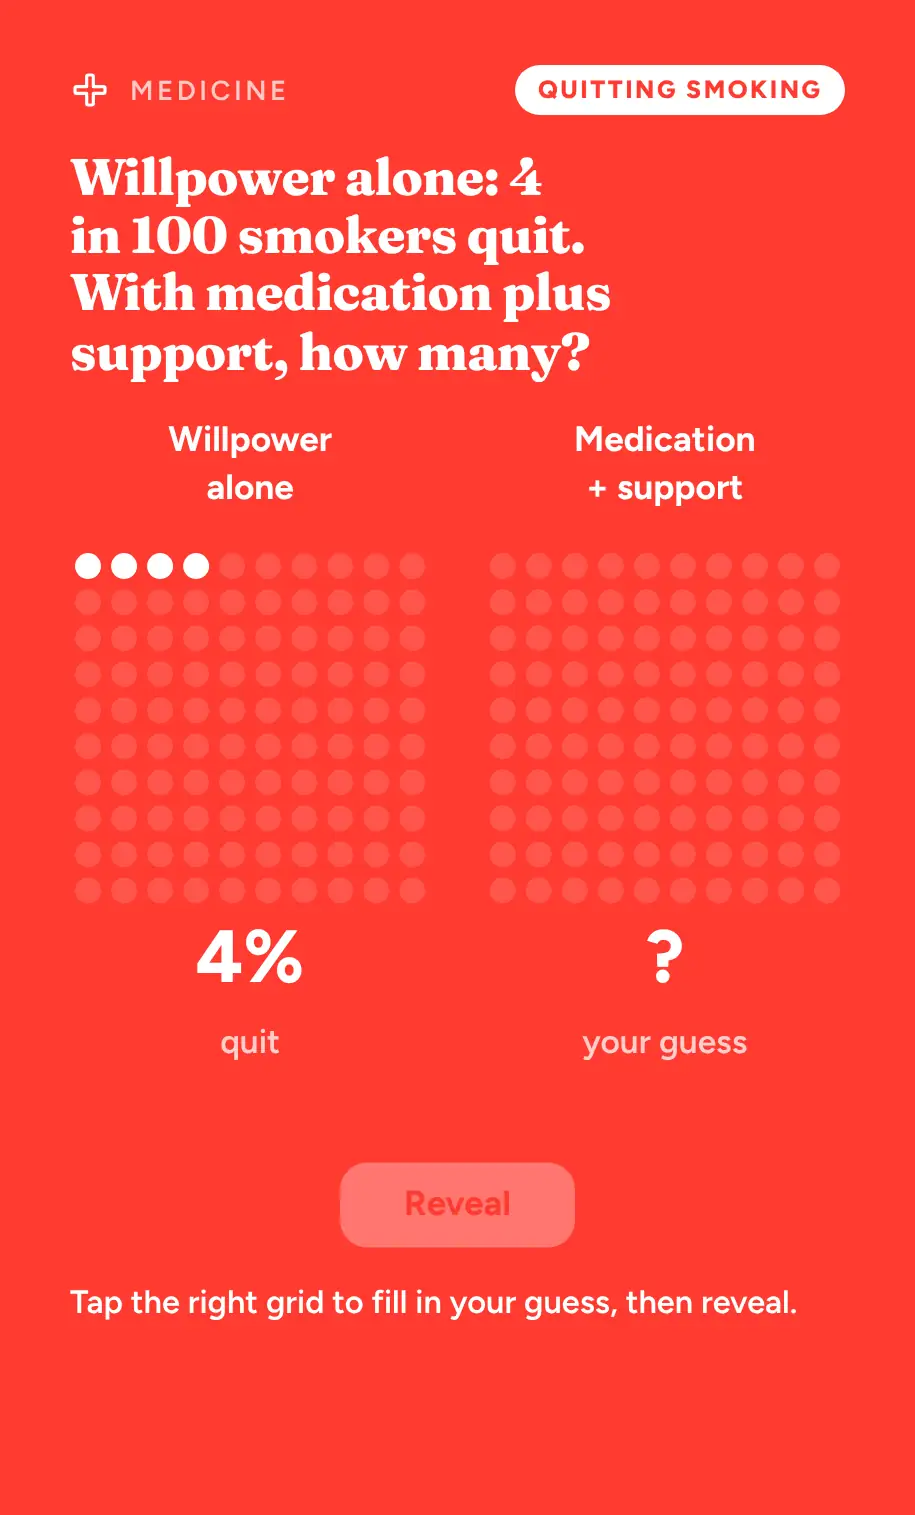 MEDICINE
QUITTING SMOKING
Willpower alone: 4
in 100 smokers quit.
With medication plus
support, how many?
Willpower
alone
Medication
+ support
4%
quit
?
your guess
Reveal
Tap the right grid to fill in your guess, then reveal.